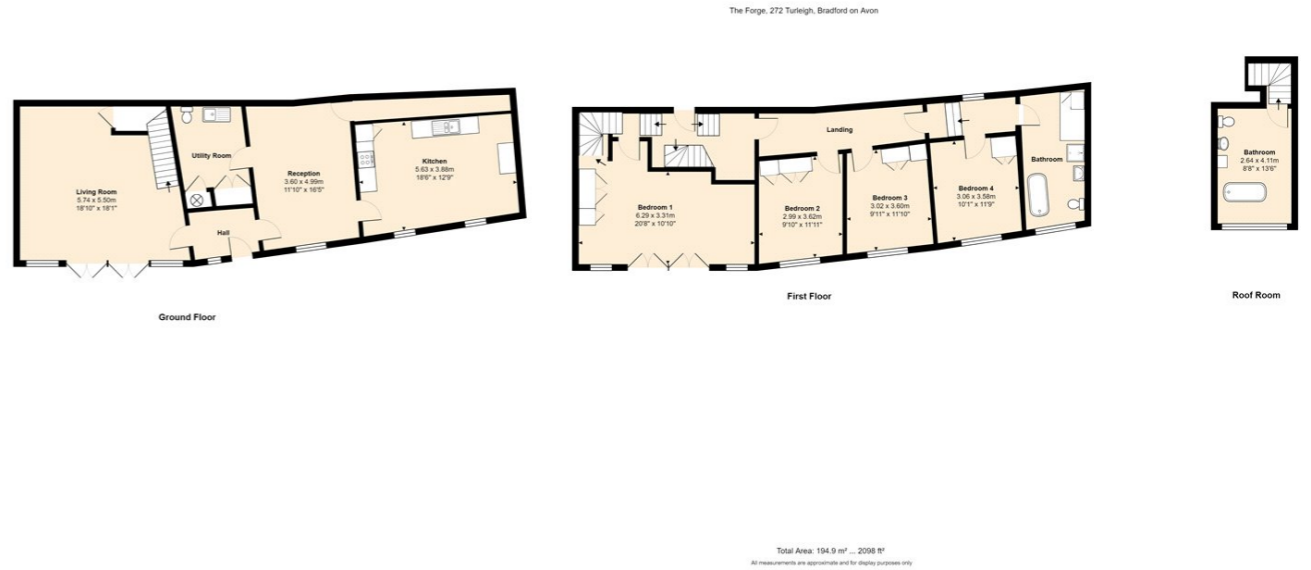 The Forge, 272 Turleigh, Bradford on Avon
Living Room
5.74 x 5.50m
18'10" x 18'1"
Utility Room
Hall
Reception
3.60 x 4.99m
11'10" x 16'5"
Kitchen
5.63 x 3.88m
18'6" x 12'9"
Ground Floor
Landing
Bedroom 1
6.29 x 3.31m
20'8" x 10'10"
Bedroom 2
2.99 x 3.62m
9'10" x 11'11"
Bedroom 3
3.02 x 3.60m
9'11" x 11'10"
Bedroom 4
3.06 x 3.58m
10'1" x 11'9"
Bathroom
First Floor
Bathroom
2.64 x 4.11m
8'8" x 13'6"
Roof Room
Total Area: 194.9 m² ... 2098 ft²
All measurements are approximate and for display purposes only